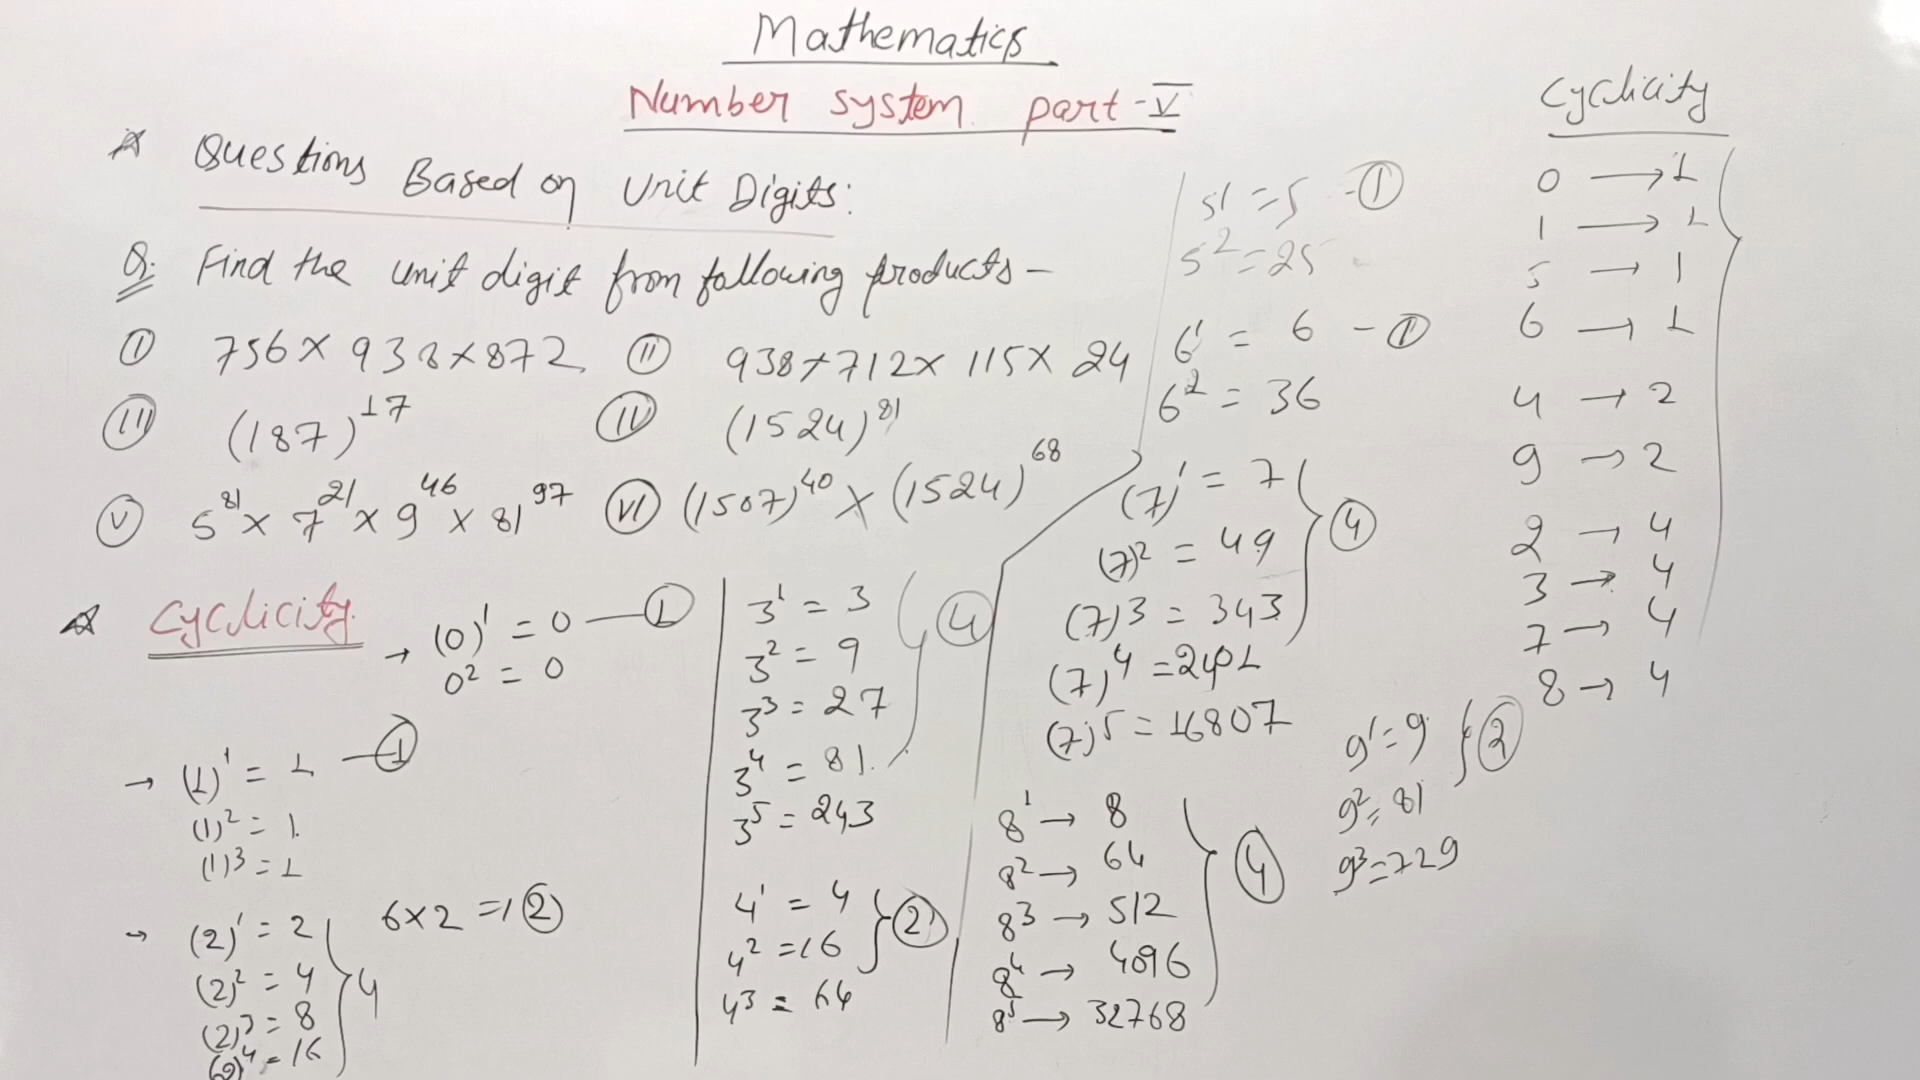 Mathematics
Number system part-V
Questions Based on Unit Digits:
Q. Find the unit digit from following products -
(I) 756 × 938 × 872 (II) 938 × 712 × 115 × 24
(III) (187)^17 (IV) (1524)^81
(V) 5^81 × 7^21 × 9^46 × 81^97 (VI) (1507)^40 × (1524)^68
Cyclicity
→ (0)^1 = 0 — (1)
0^2 = 0
→ (1)^1 = 1 — (1)
(1)^2 = 1.
(1)^3 = 1
→ (2)^1 = 2
(2)^2 = 4
(2)^3 = 8
(2)^4 = 16
4
6×2 = 1(2)
3^1 = 3
3^2 = 9
3^3 = 27
3^4 = 81.
3^5 = 243
(4)
4^1 = 4
4^2 = 16
4^3 = 64
(2)
5^1 = 5 - (1)
5^2 = 25
6^1 = 6 - (1)
6^2 = 36
(7)^1 = 7
(7)^2 = 49
(7)^3 = 343
(7)^4 = 2401
(7)^5 = 16807
(4)
8^1 → 8
8^2 → 64
8^3 → 512
8^4 → 4096
8^5 → 32768
(4)
9^1 = 9
9^2 = 81
9^3 = 729
(2)
Cyclicity
0 → 1
1 → 1
5 → 1
6 → 1
4 → 2
9 → 2
2 → 4
3 → 4
7 → 4
8 → 4